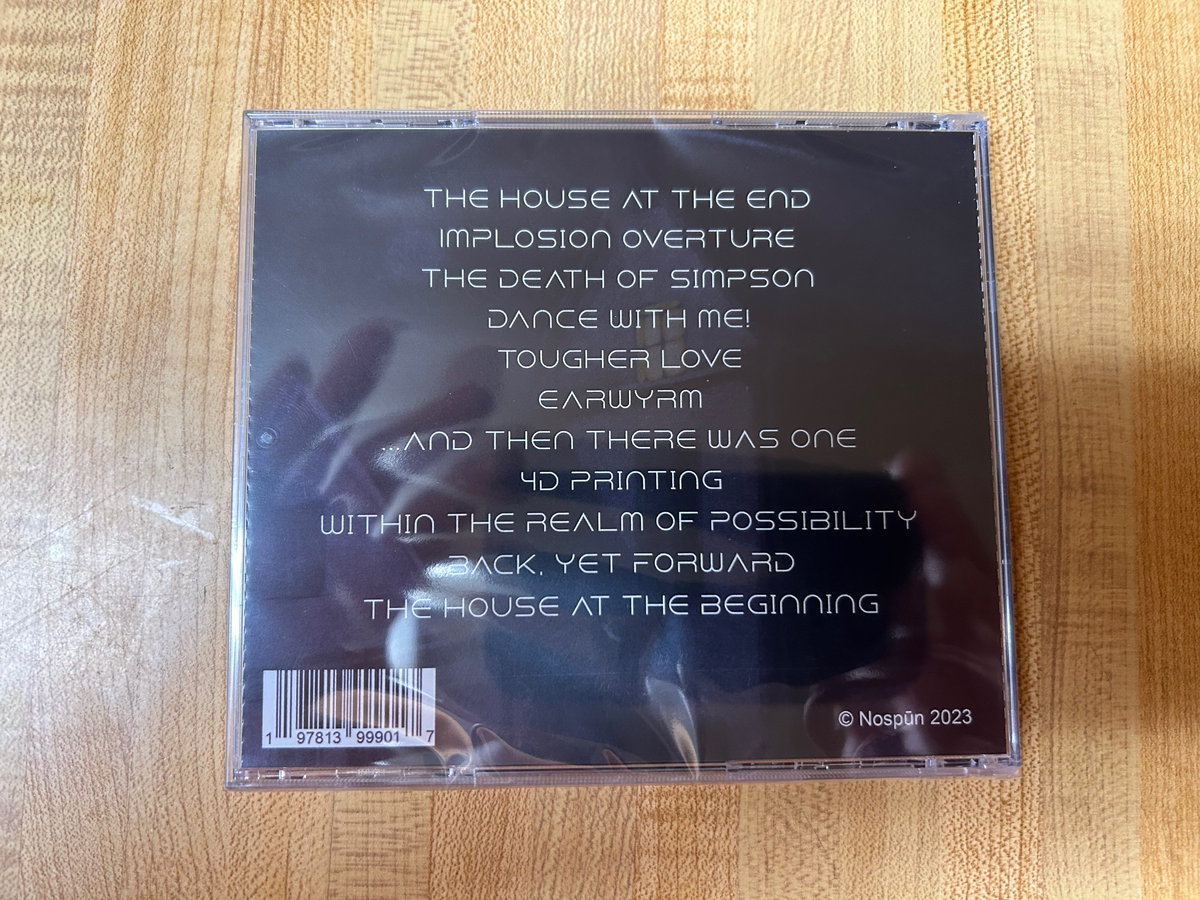 THE HOUSE AT THE END
IMPLOSION OVERTURE
THE DEATH OF SIMPSON
DANCE WITH ME!
TOUGHER LOVE
EARWYRM
...AND THEN THERE WAS ONE
4D PRINTING
WITHIN THE REALM OF POSSIBILITY
BACK, YET FORWARD
THE HOUSE AT THE BEGINNING
1 97813 99901 7
© Nospūn 2023